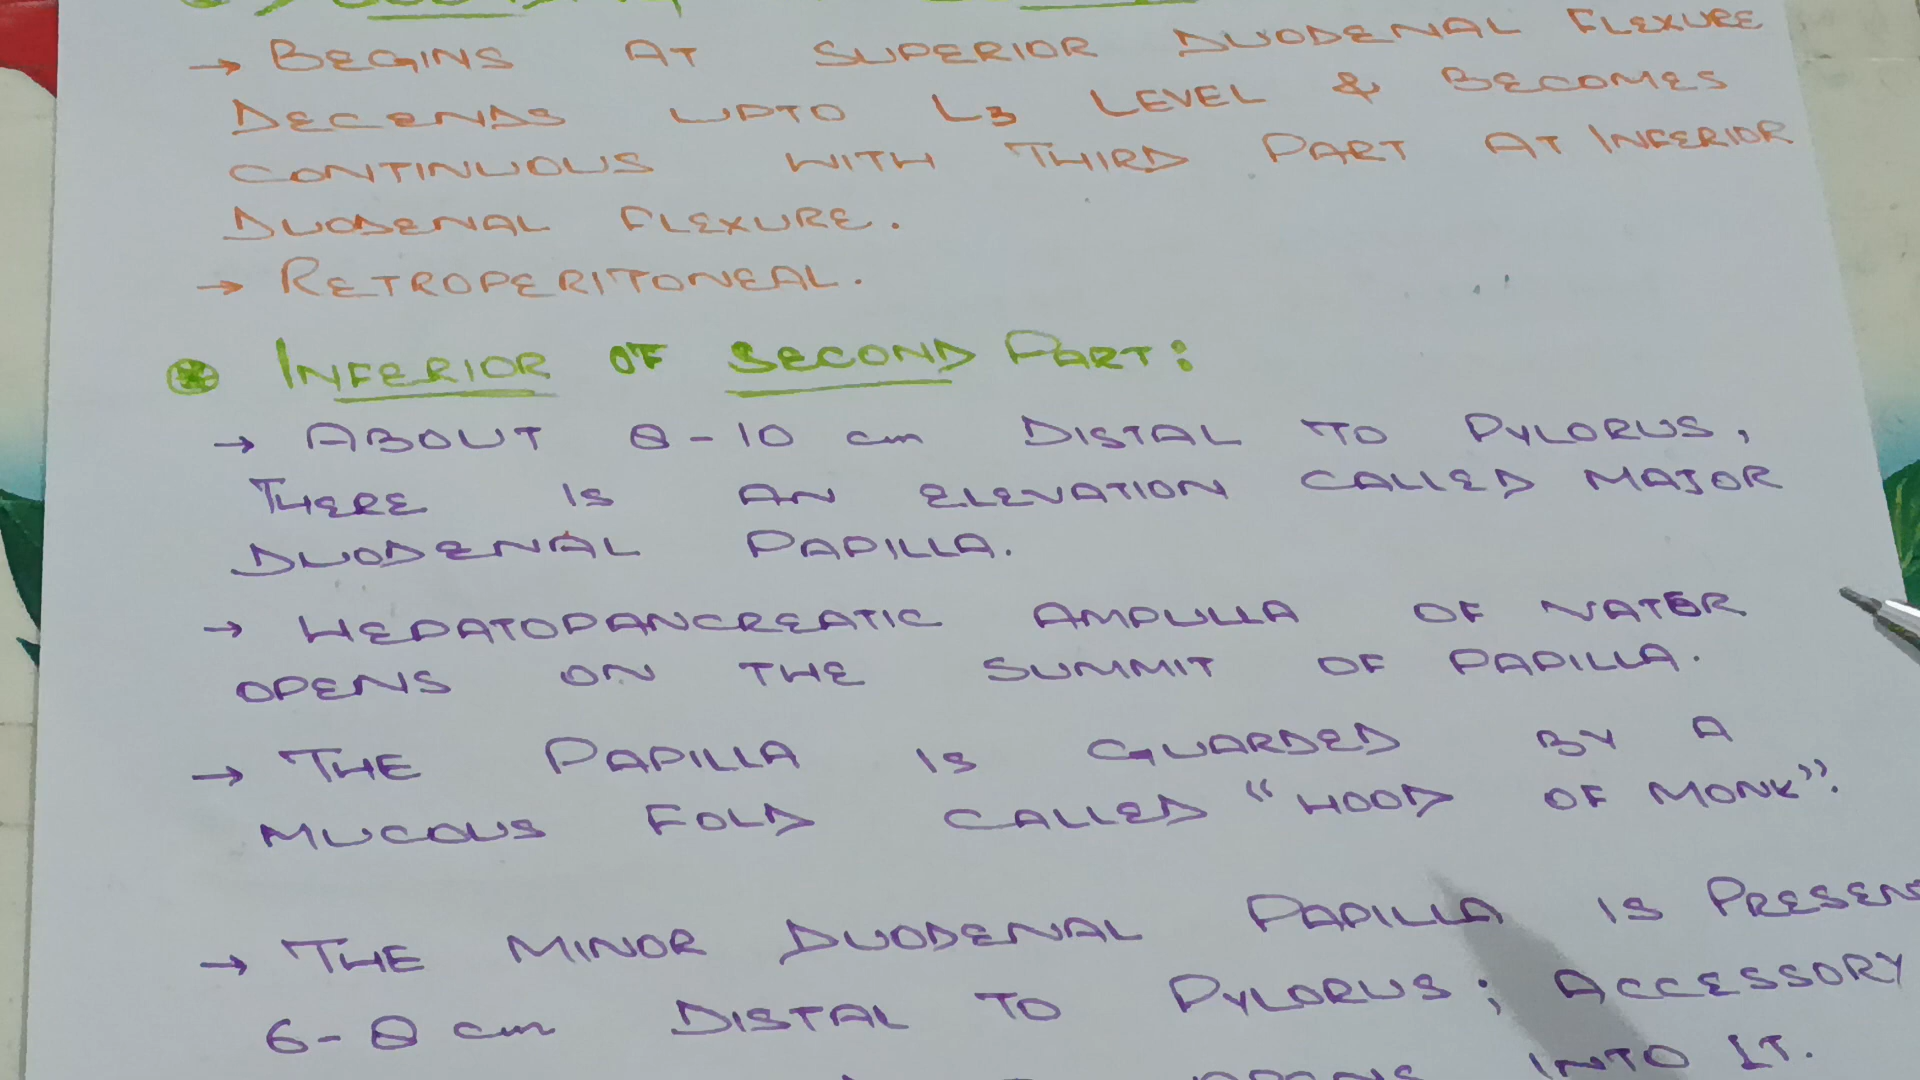 → BEGINS AT SUPERIOR DUODENAL FLEXURE
DECENDS UPTO L3 LEVEL & BECOMES
CONTINUOUS WITH THIRD PART AT INFERIOR
DUODENAL FLEXURE.
→ RETROPERITONEAL.
INFERIOR OF SECOND PART:
→ ABOUT 8-10 cm DISTAL TO PYLORUS,
THERE IS AN ELEVATION CALLED MAJOR
DUODENAL PAPILLA.
→ HEPATOPANCREATIC AMPULLA OF VATER
OPENS ON THE SUMMIT OF PAPILLA.
→ THE PAPILLA IS GUARDED BY A
MUCOUS FOLD CALLED "HOOD OF MONK".
→ THE MINOR DUODENAL PAPILLA IS PRESEN
6-8 cm DISTAL TO PYLORUS; ACCESSORY
OPENS INTO IT.